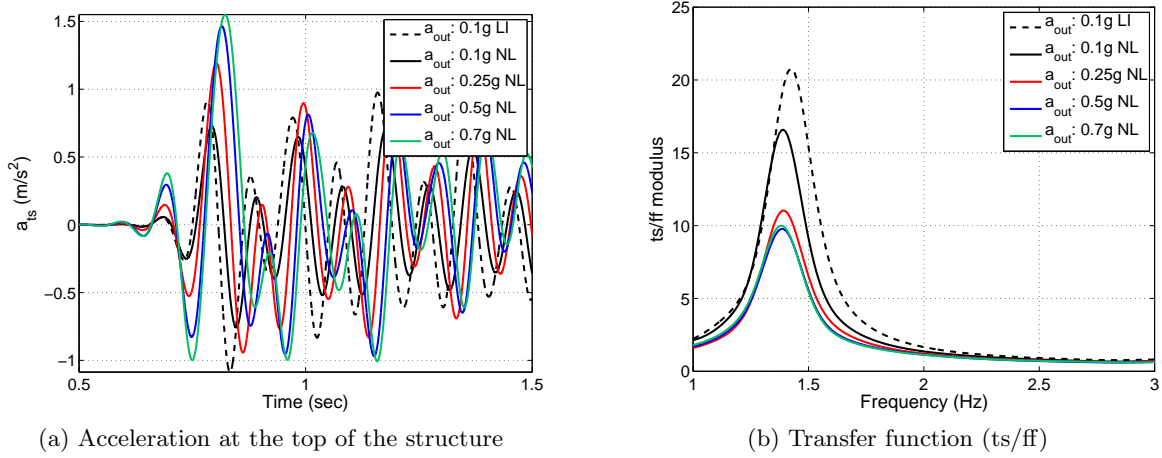 1.5
1
0.5
0
−0.5
−1
a_ts (m/s²)
0.5
1
1.5
Time (sec)
a_out: 0.1g LI
a_out: 0.1g NL
a_out: 0.25g NL
a_out: 0.5g NL
a_out: 0.7g NL
(a) Acceleration at the top of the structure
25
20
15
10
5
0
ts/ff modulus
1
1.5
2
2.5
3
Frequency (Hz)
a_out: 0.1g LI
a_out: 0.1g NL
a_out: 0.25g NL
a_out: 0.5g NL
a_out: 0.7g NL
(b) Transfer function (ts/ff)